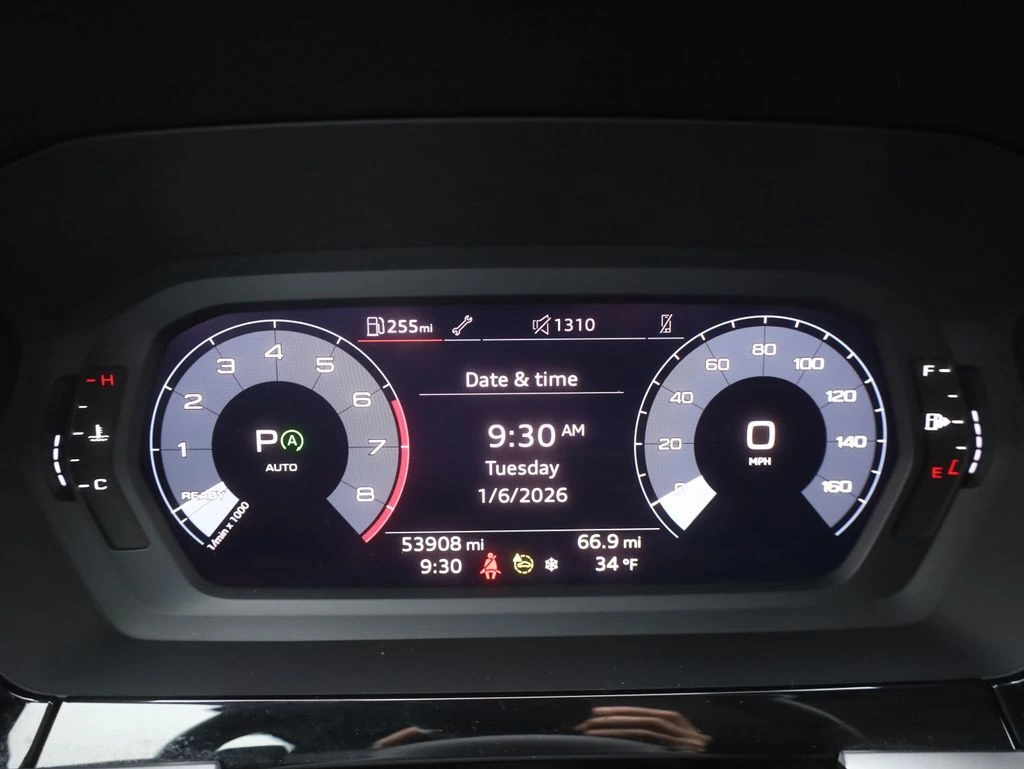 255 mi
1310
Date & time
9:30 AM
Tuesday
1/6/2026
53908 mi
66.9 mi
9:30
34 °F
1
2
3
4
5
6
7
8
READY
1/min x 1000
P A
AUTO
0
20
40
60
80
100
120
140
160
0
MPH
H
C
F
E